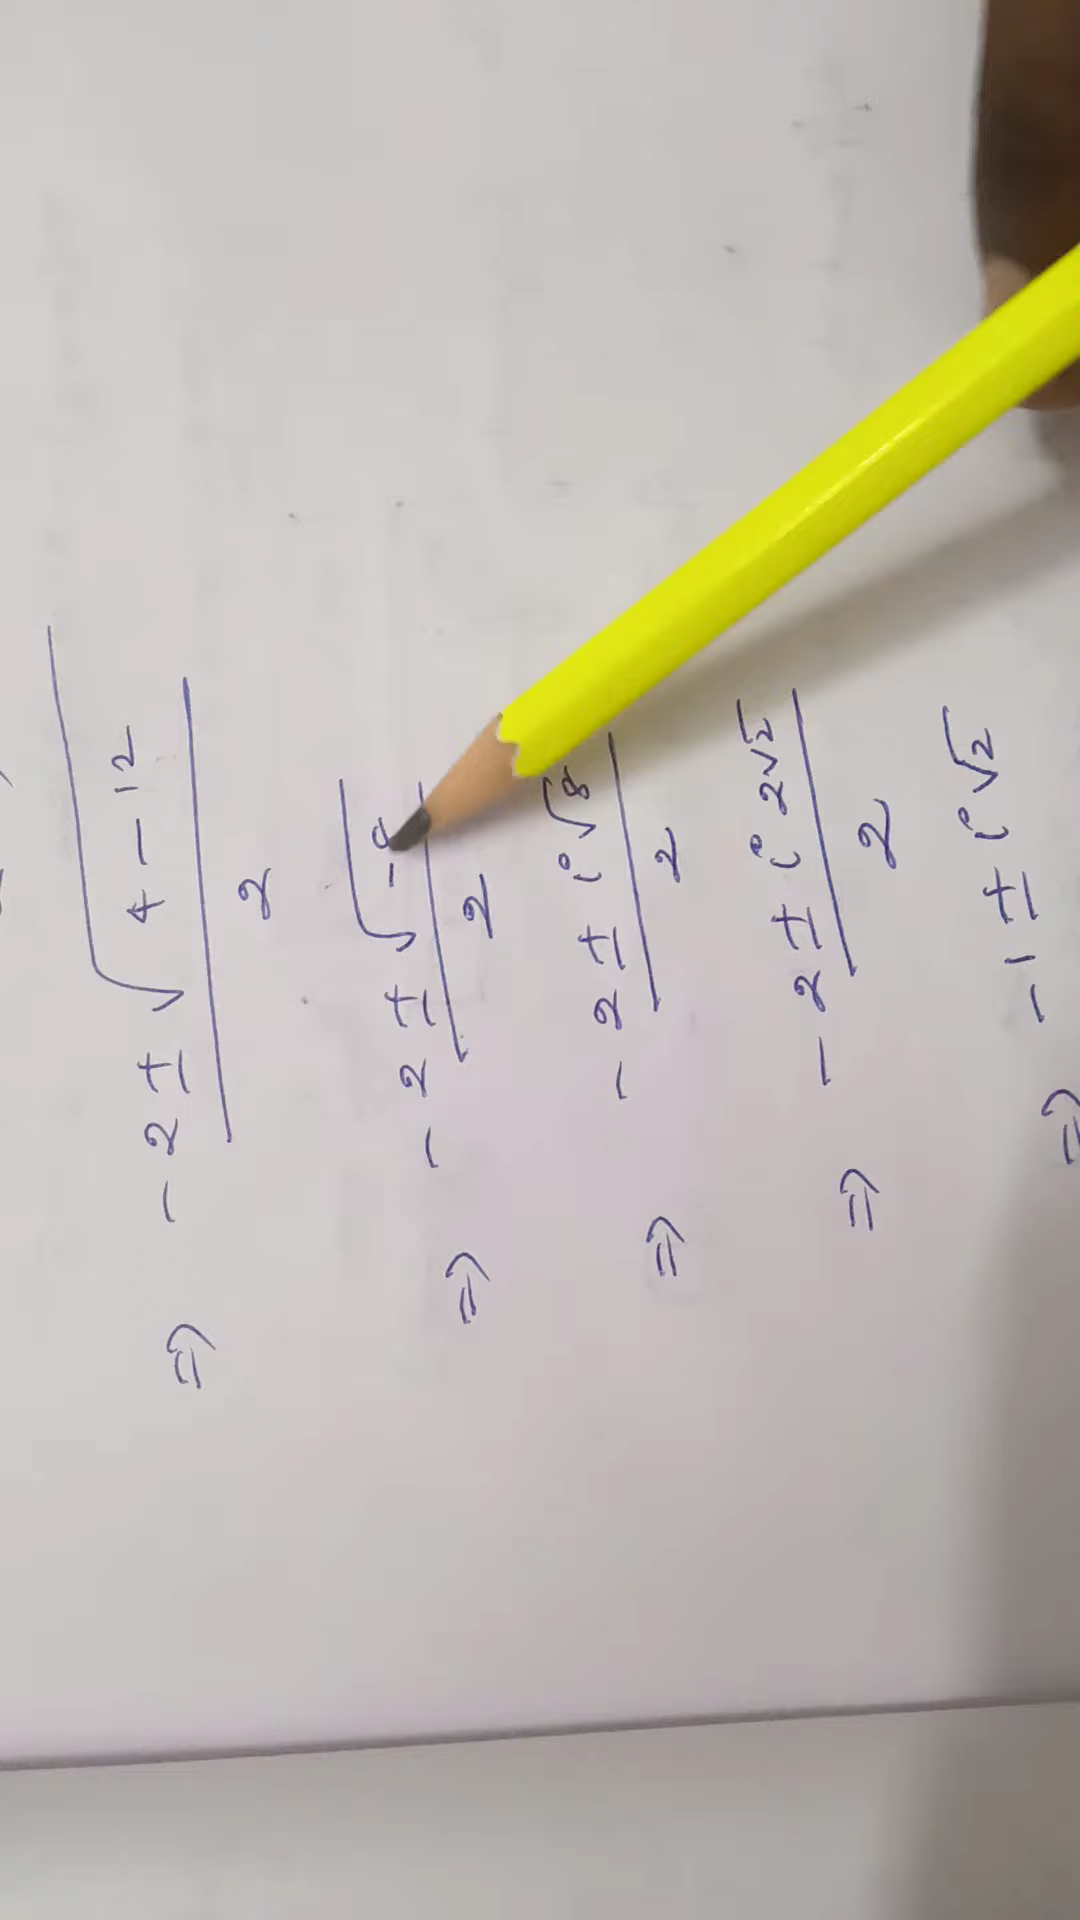 ⇒ -2 ± √4 - 12 / 2
⇒ -2 ± √-8 / 2
⇒ -2 ± i√8 / 2
⇒ -2 ± i 2√2 / 2
⇒ -1 ± i√2